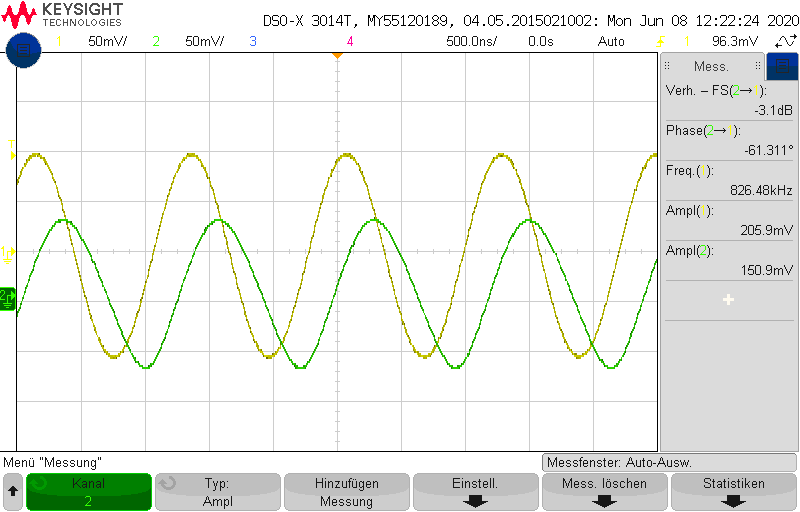 KEYSIGHT
TECHNOLOGIES
DSO-X 3014T, MY55120189, 04.05.2015021002: Mon Jun 08 12:22:24 2020
1 50mV/ 2 50mV/ 3 4 500.0ns/ 0.0s Auto 1 96.3mV
Mess.
Verh. – FS(2→1):
-3.1dB
Phase(2→1):
-61.311°
Freq.(1):
826.48kHz
Ampl(1):
205.9mV
Ampl(2):
150.9mV
T
1
2
Menü "Messung"
Messfenster: Auto-Ausw.
Kanal
2
Typ:
Ampl
Hinzufügen
Messung
Einstell.
Mess. löschen
Statistiken